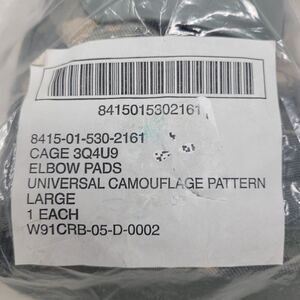 8415015302161
8415-01-530-2161
CAGE 3Q4U9
ELBOW PADS
UNIVERSAL CAMOUFLAGE PATTERN
LARGE
1 EACH
W91CRB-05-D-0002